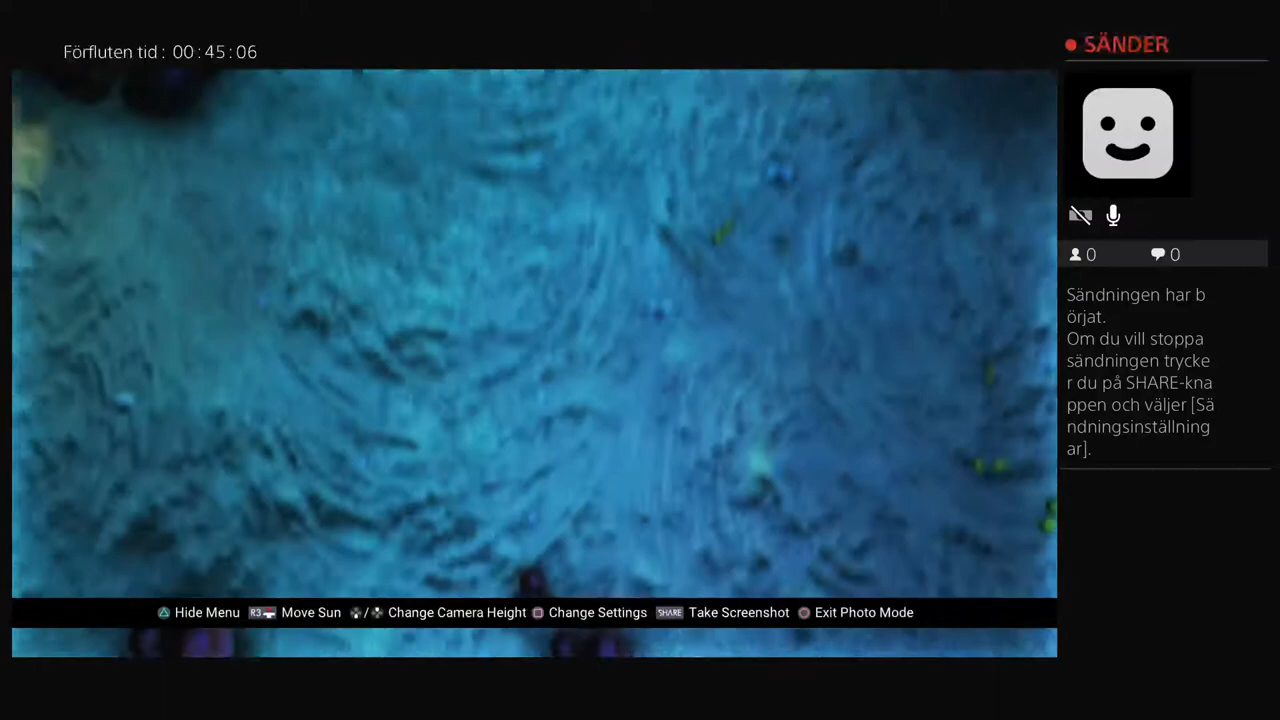 Förfluten tid : 00:45:06
SÄNDER
0 0
Sändningen har b
örjat.
Om du vill stoppa
sändningen trycke
r du på SHARE-kna
ppen och väljer [Sä
ndningsinställning
ar].
Hide Menu R3 Move Sun / Change Camera Height Change Settings SHARE Take Screenshot Exit Photo Mode